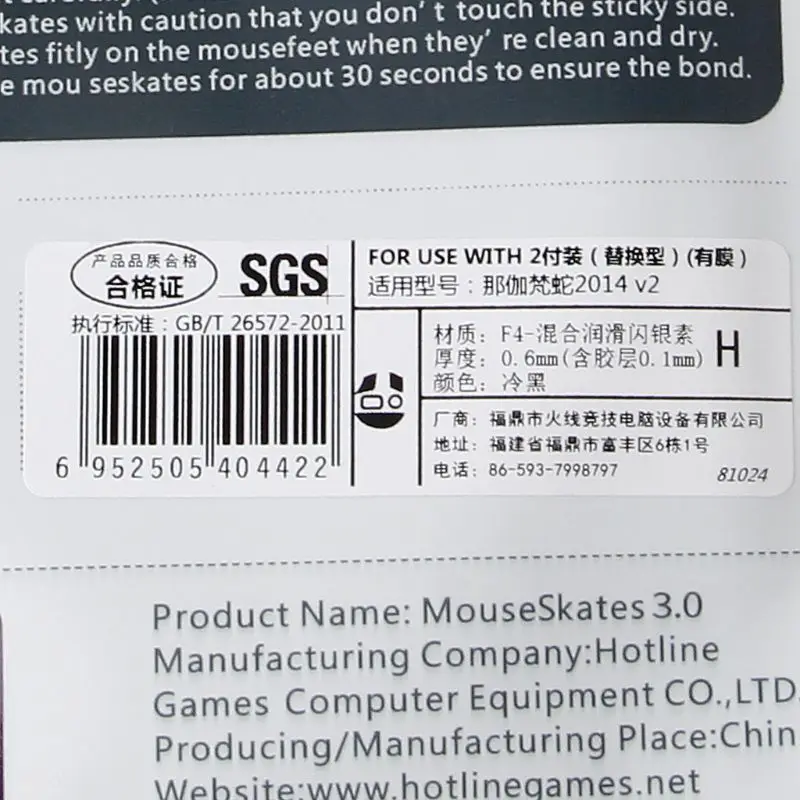 kates with caution that you don't touch the sticky side.
tes fitly on the mousefeet when they're clean and dry.
e mou seskates for about 30 seconds to ensure the bond.
产品品质合格
合格证
SGS
执行标准：GB/T 26572-2011
6 952505 404422
FOR USE WITH 2付装（替换型）(有膜）
适用型号：那伽梵蛇2014 v2
材质：F4-混合润滑闪银素
厚度：0.6mm(含胶层0.1mm)
颜色：冷黑
H
厂商：福鼎市火线竞技电脑设备有限公司
地址：福建省福鼎市富丰区6栋1号
电话：86-593-7998797
81024
Product Name: MouseSkates 3.0
Manufacturing Company:Hotline
Games Computer Equipment CO.,LTD.
Producing/Manufacturing Place:Chin
Website:www.hotlinegames.net